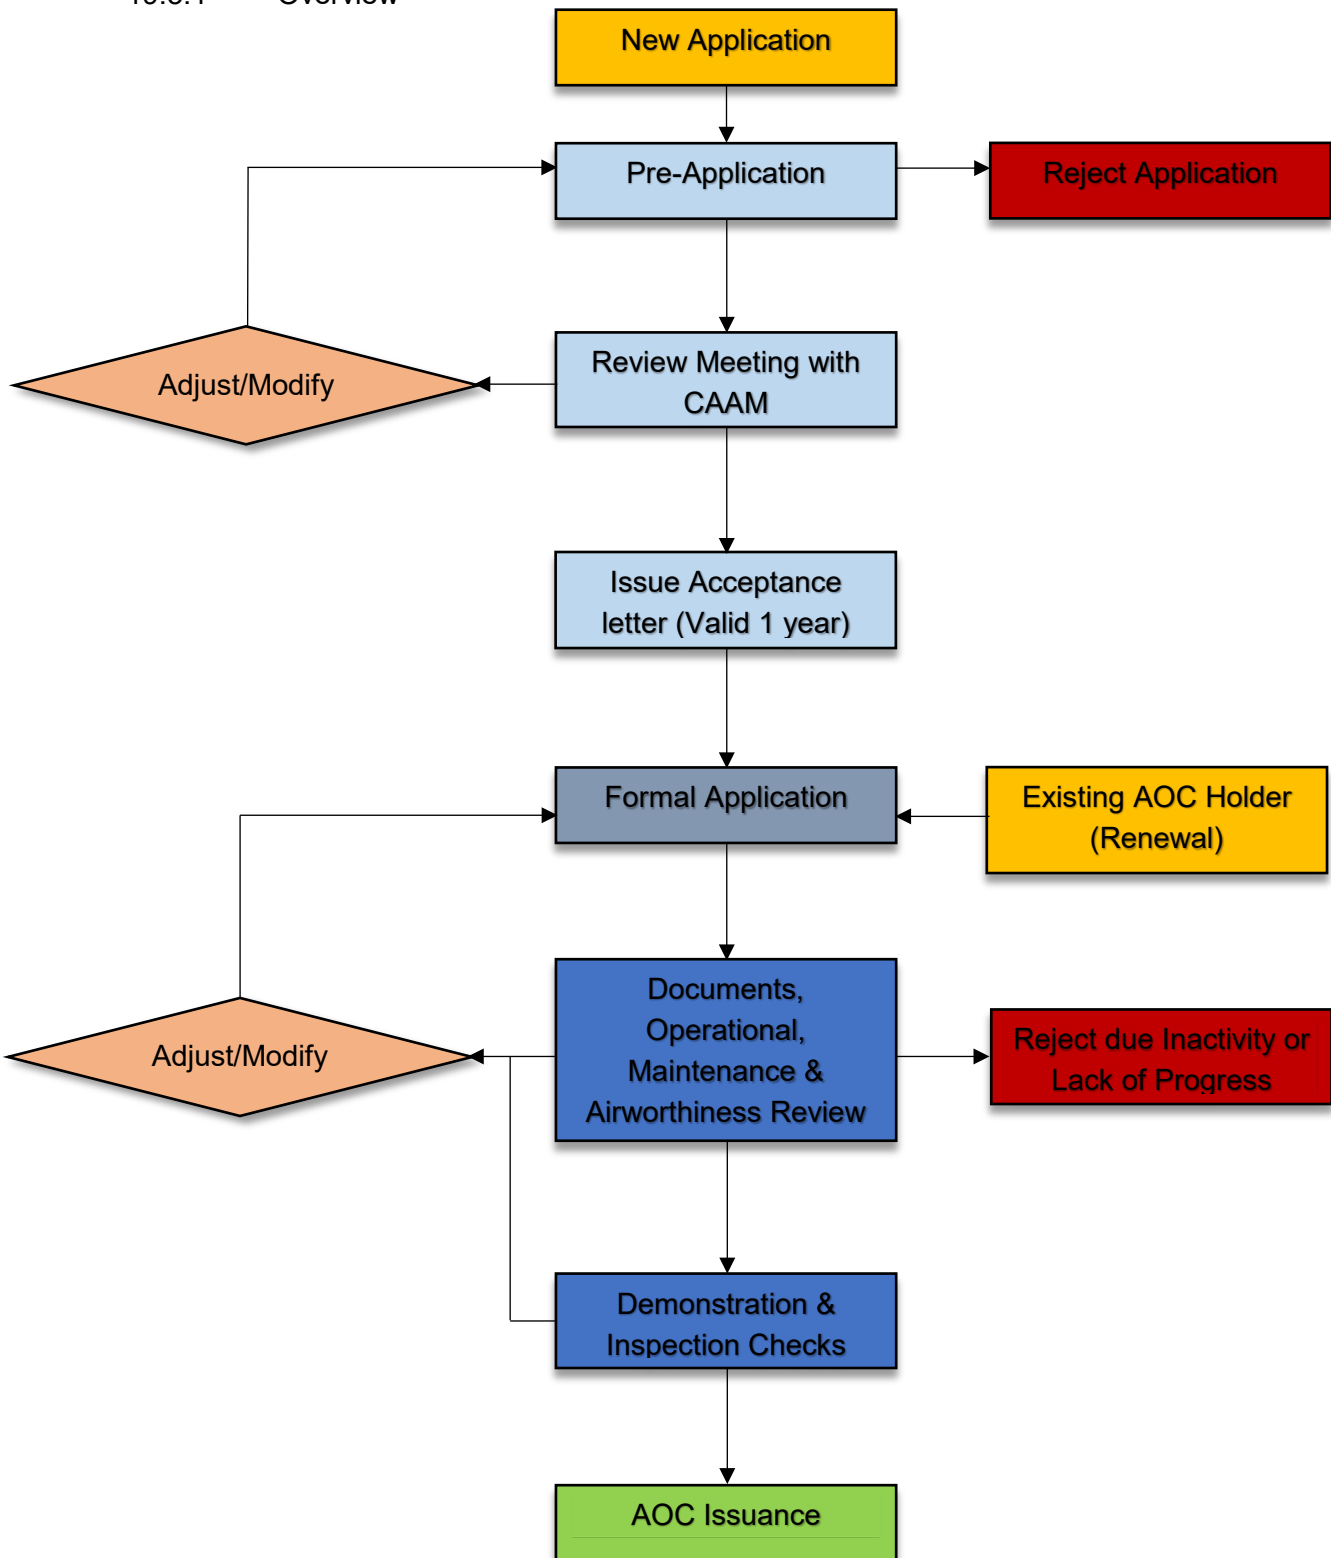 Overview
New Application
Pre-Application
Reject Application
Review Meeting with
CAAM
Adjust/Modify
Issue Acceptance
letter (Valid 1 year)
Formal Application
Existing AOC Holder
(Renewal)
Documents,
Operational,
Maintenance &
Airworthiness Review
Adjust/Modify
Reject due Inactivity or
Lack of Progress
Demonstration &
Inspection Checks
AOC Issuance